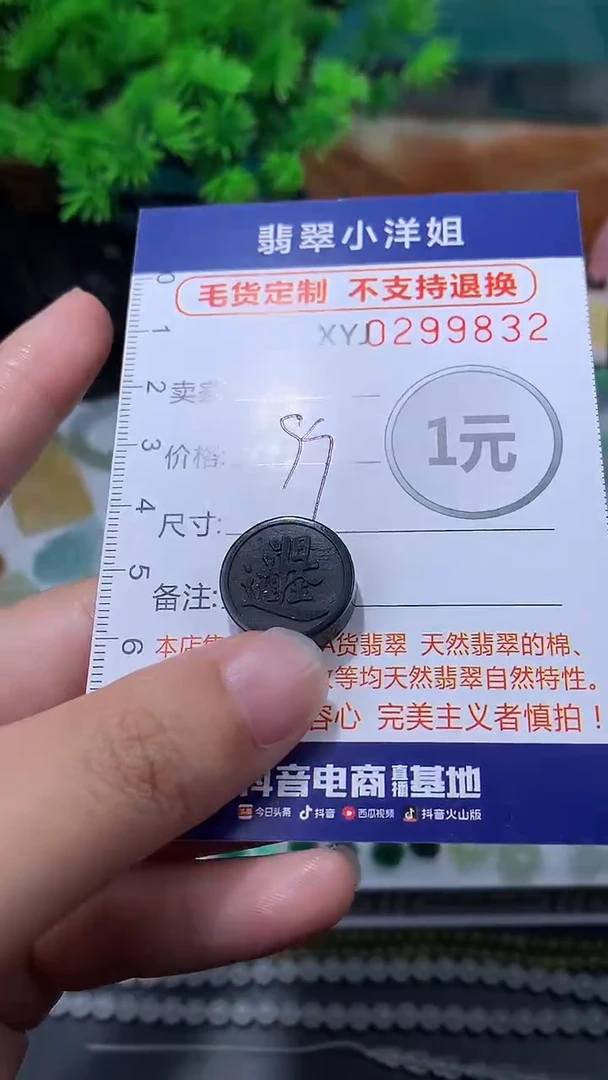 翡翠小洋姐
毛货定制 不支持退换
XYJ0299832
0
1
2 卖家
1元
3 价格:
4 尺寸:
5 备注:
6 本店 货翡翠 天然翡翠的棉、
等均天然翡翠自然特性。
容心 完美主义者慎拍!
抖音电商直播基地
今日头条 抖音 西瓜视频 抖音火山版